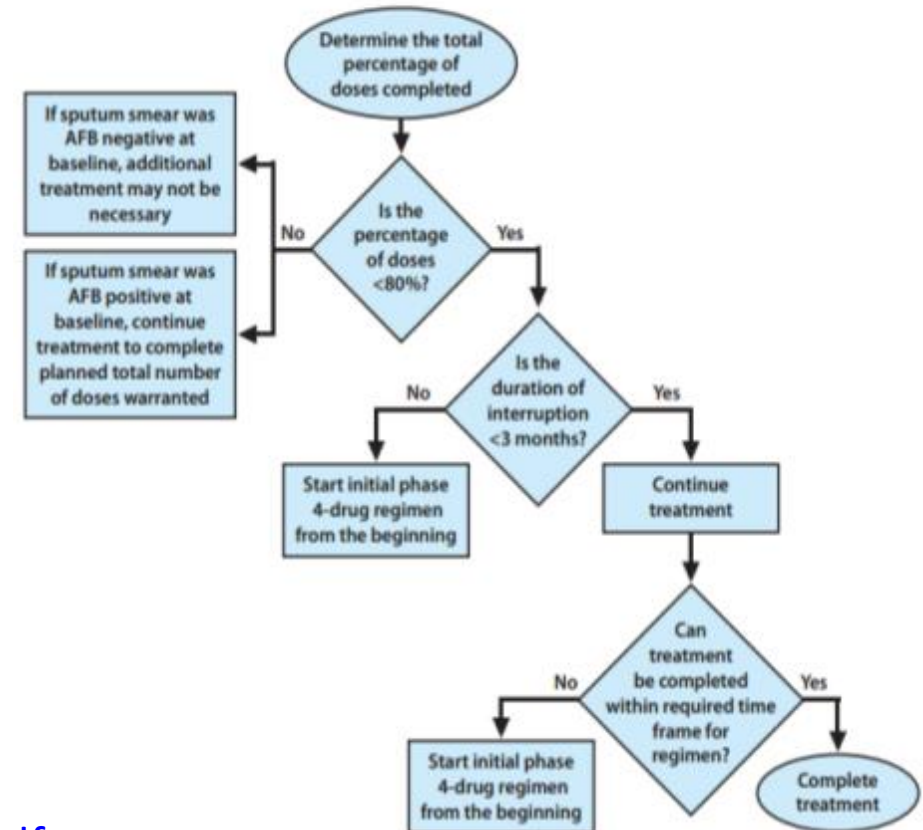 Determine the total
percentage of
doses completed
If sputum smear was
AFB negative at
baseline, additional
treatment may not be
necessary
Is the
percentage
of doses
<80%?
No
Yes
If sputum smear was
AFB positive at
baseline, continue
treatment to complete
planned total number
of doses warranted
Is the
duration of
interruption
<3 months?
No
Yes
Start initial phase
4-drug regimen
from the beginning
Continue
treatment
Can
treatment
be completed
within required time
frame for
regimen?
No
Yes
Start initial phase
4-drug regimen
from the beginning
Complete
treatment